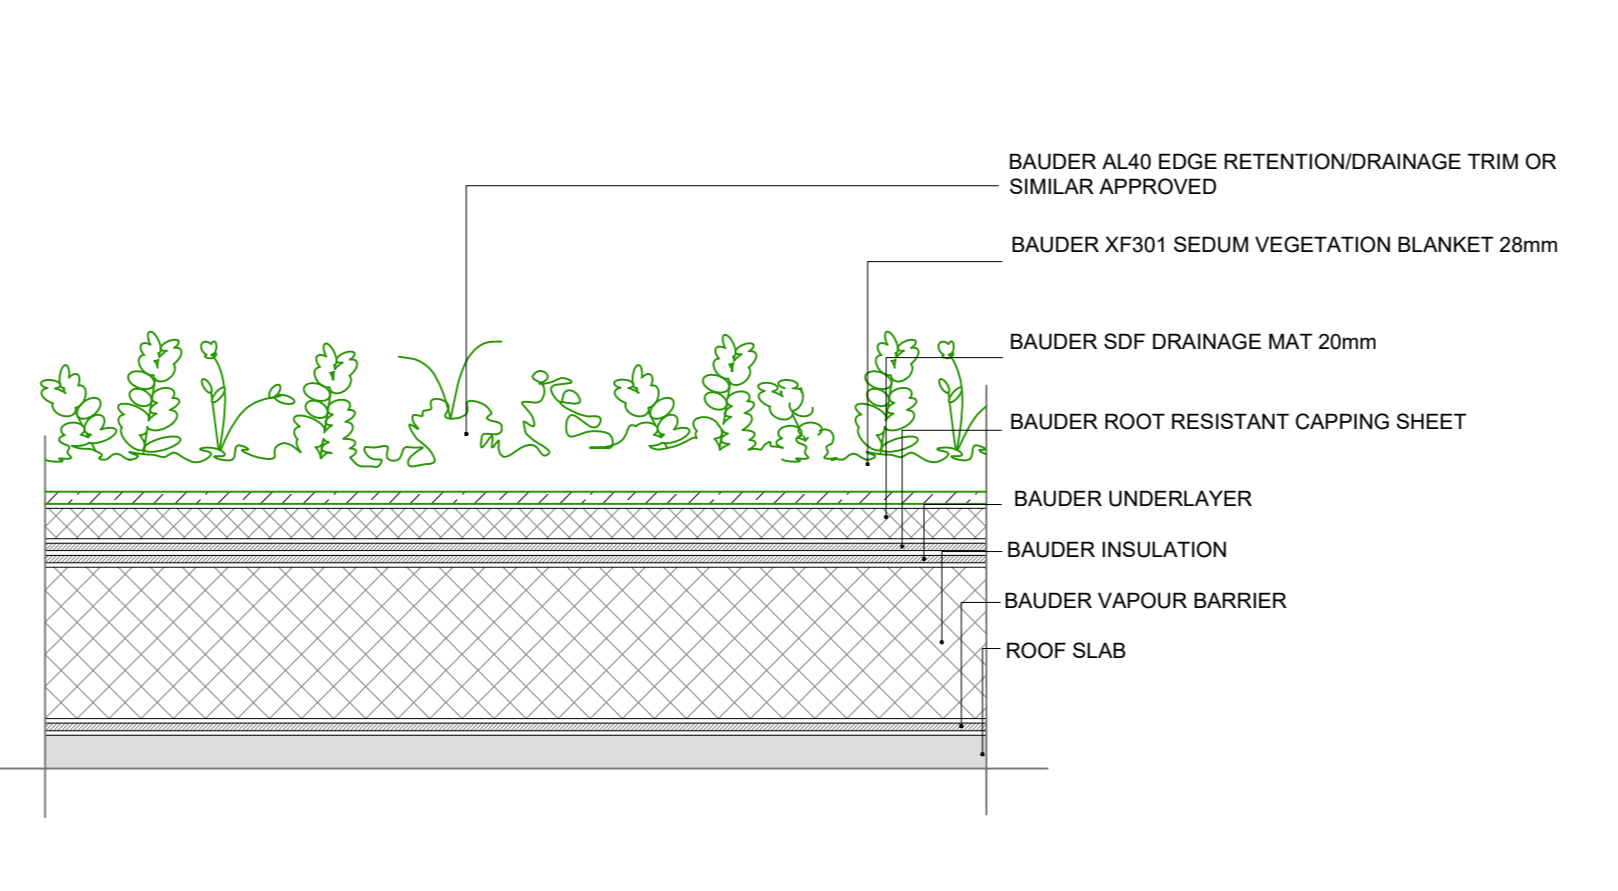 BAUDER AL40 EDGE RETENTION/DRAINAGE TRIM OR
SIMILAR APPROVED
BAUDER XF301 SEDUM VEGETATION BLANKET 28mm
BAUDER SDF DRAINAGE MAT 20mm
BAUDER ROOT RESISTANT CAPPING SHEET
BAUDER UNDERLAYER
BAUDER INSULATION
BAUDER VAPOUR BARRIER
ROOF SLAB